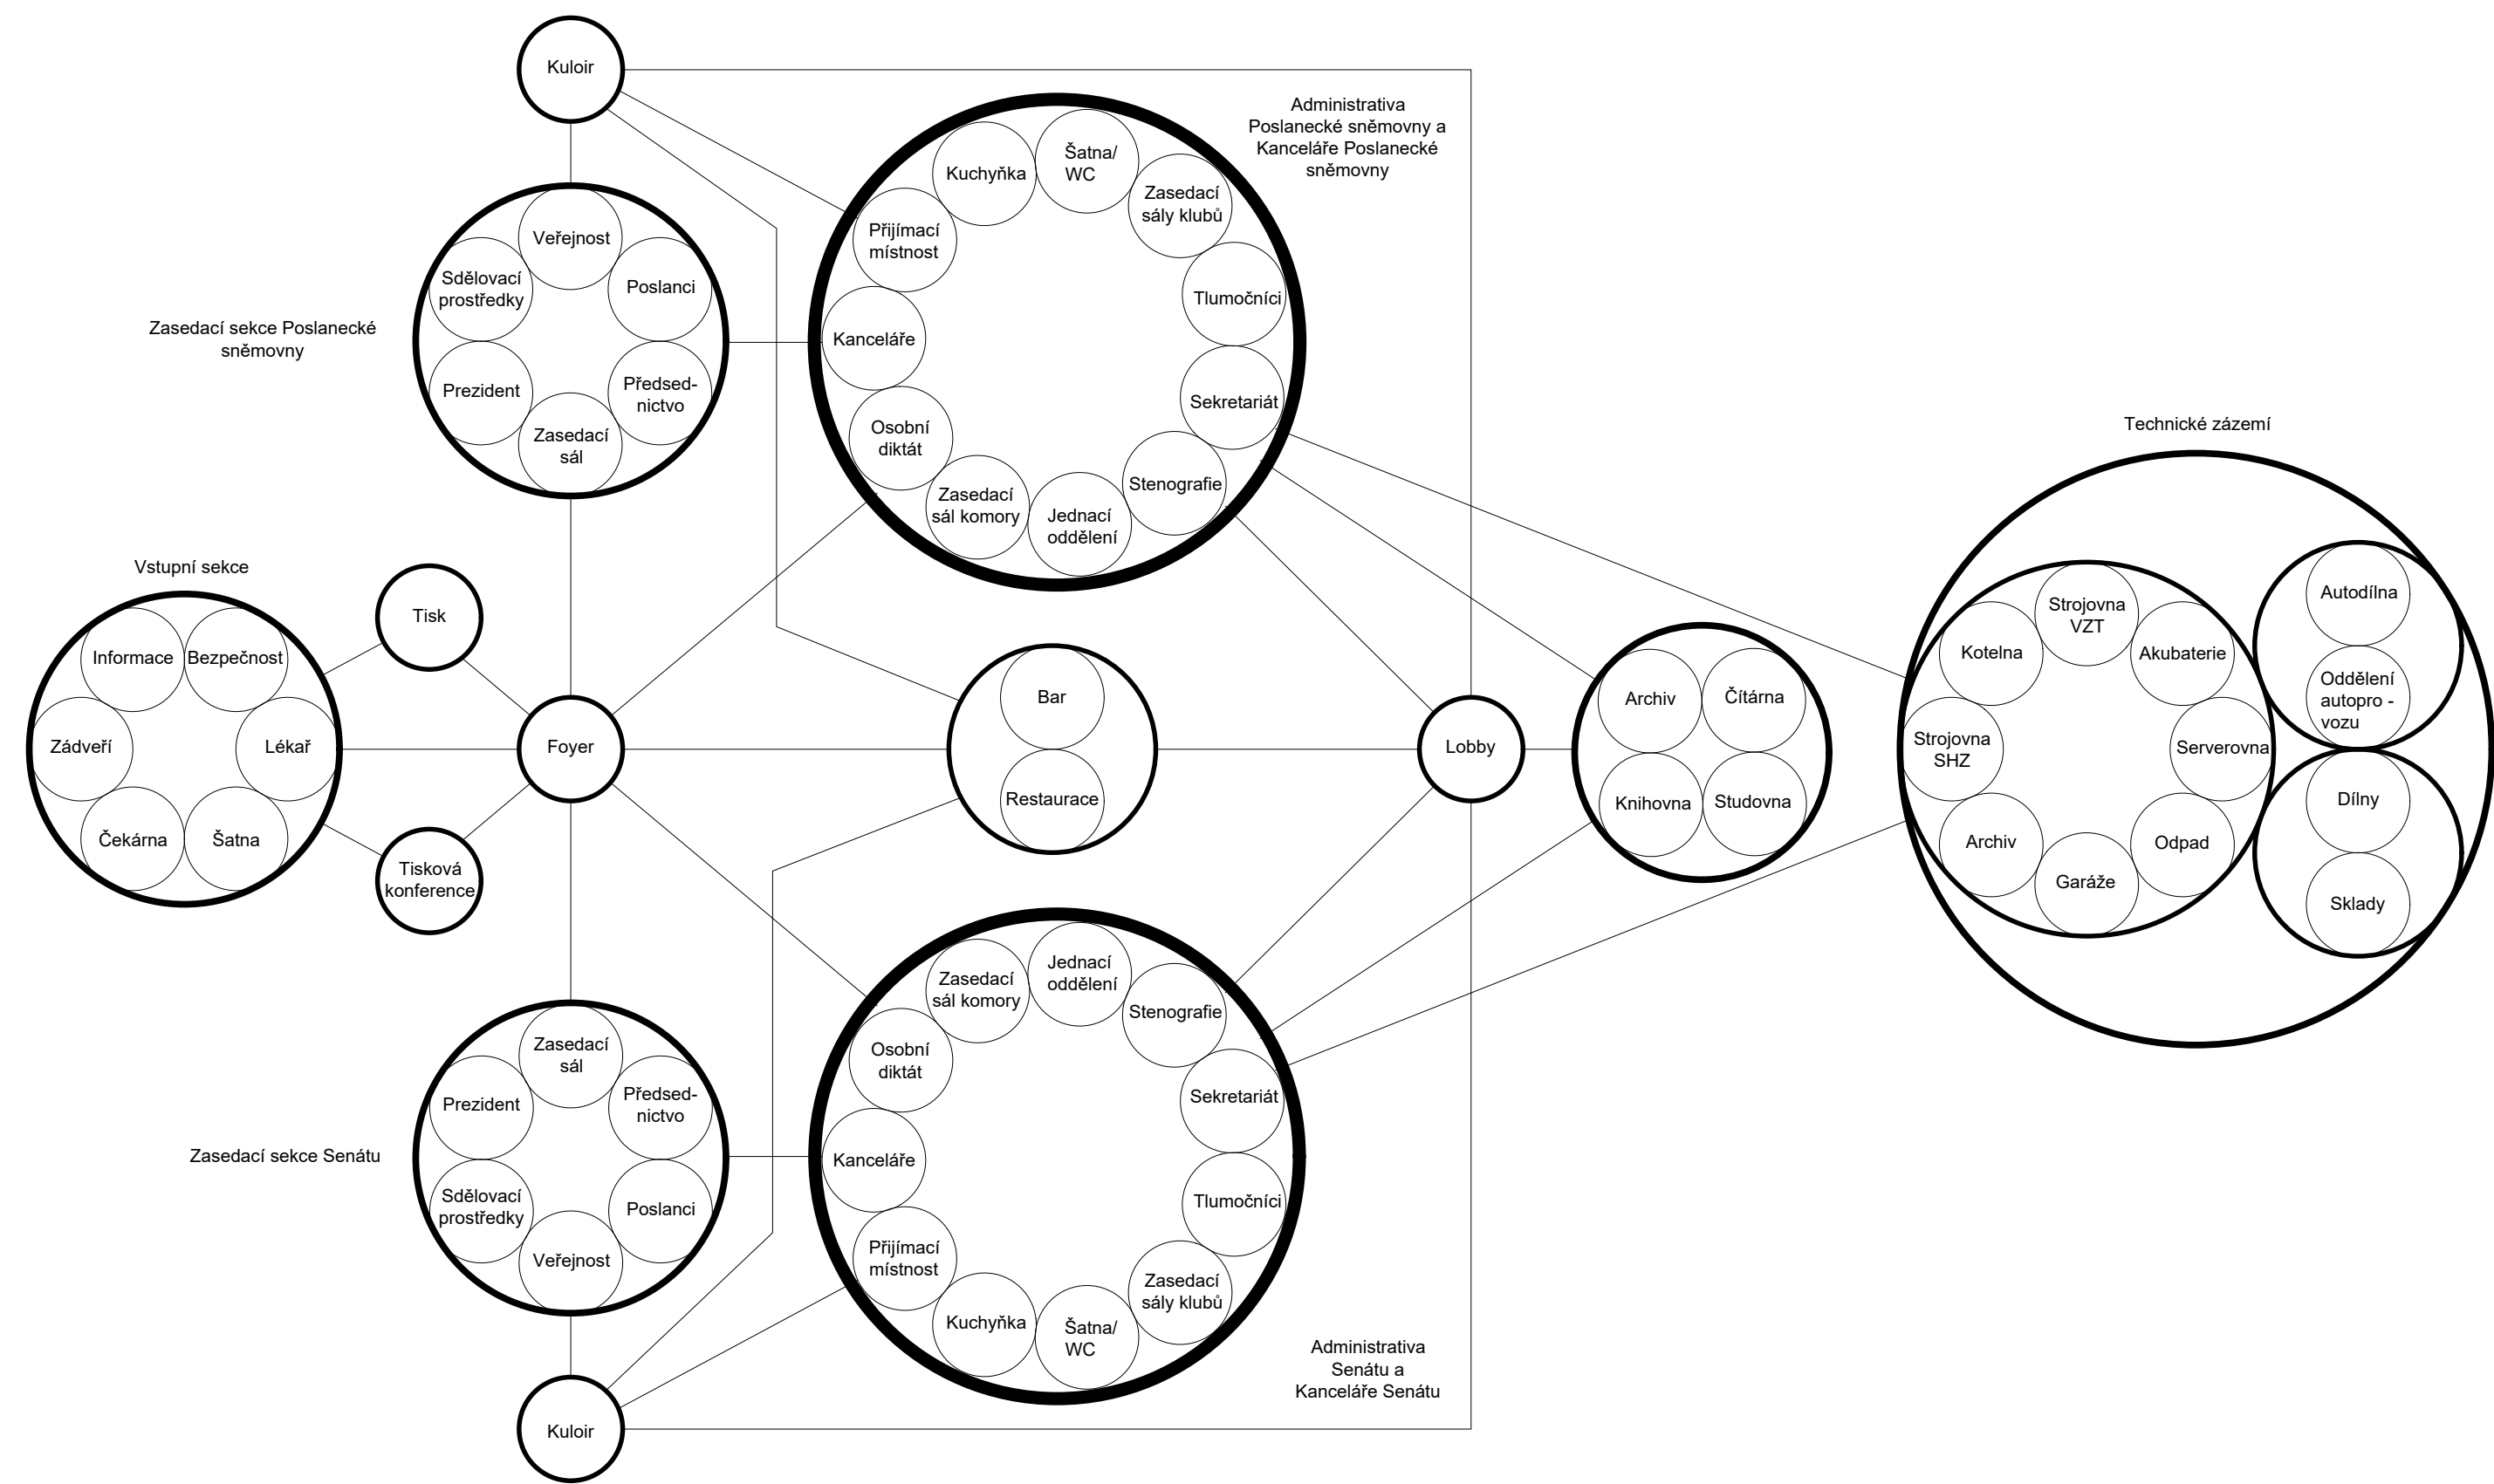 Kuloir
Administrativa
Poslanecké sněmovny a
Kanceláře Poslanecké
sněmovny
Kuchyňka
Šatna/
WC
Zasedací
sály klubů
Přijímací
místnost
Tlumočníci
Kanceláře
Sekretariát
Osobní
diktát
Stenografie
Zasedací
sál komory
Jednací
oddělení
Zasedací sekce Poslanecké
sněmovny
Veřejnost
Sdělovací
prostředky
Poslanci
Prezident
Předsed-
nictvo
Zasedací
sál
Vstupní sekce
Informace
Bezpečnost
Zádveří
Lékař
Čekárna
Šatna
Tisk
Foyer
Tisková
konference
Bar
Restaurace
Lobby
Archiv
Čítárna
Knihovna
Studovna
Technické zázemí
Strojovna
VZT
Kotelna
Akubaterie
Strojovna
SHZ
Serverovna
Archiv
Odpad
Garáže
Autodílna
Oddělení
autopro -
vozu
Dílny
Sklady
Zasedací sekce Senátu
Zasedací
sál
Prezident
Předsed-
nictvo
Sdělovací
prostředky
Poslanci
Veřejnost
Jednací
oddělení
Zasedací
sál komory
Stenografie
Osobní
diktát
Sekretariát
Kanceláře
Tlumočníci
Přijímací
místnost
Zasedací
sály klubů
Kuchyňka
Šatna/
WC
Administrativa
Senátu a
Kanceláře Senátu
Kuloir